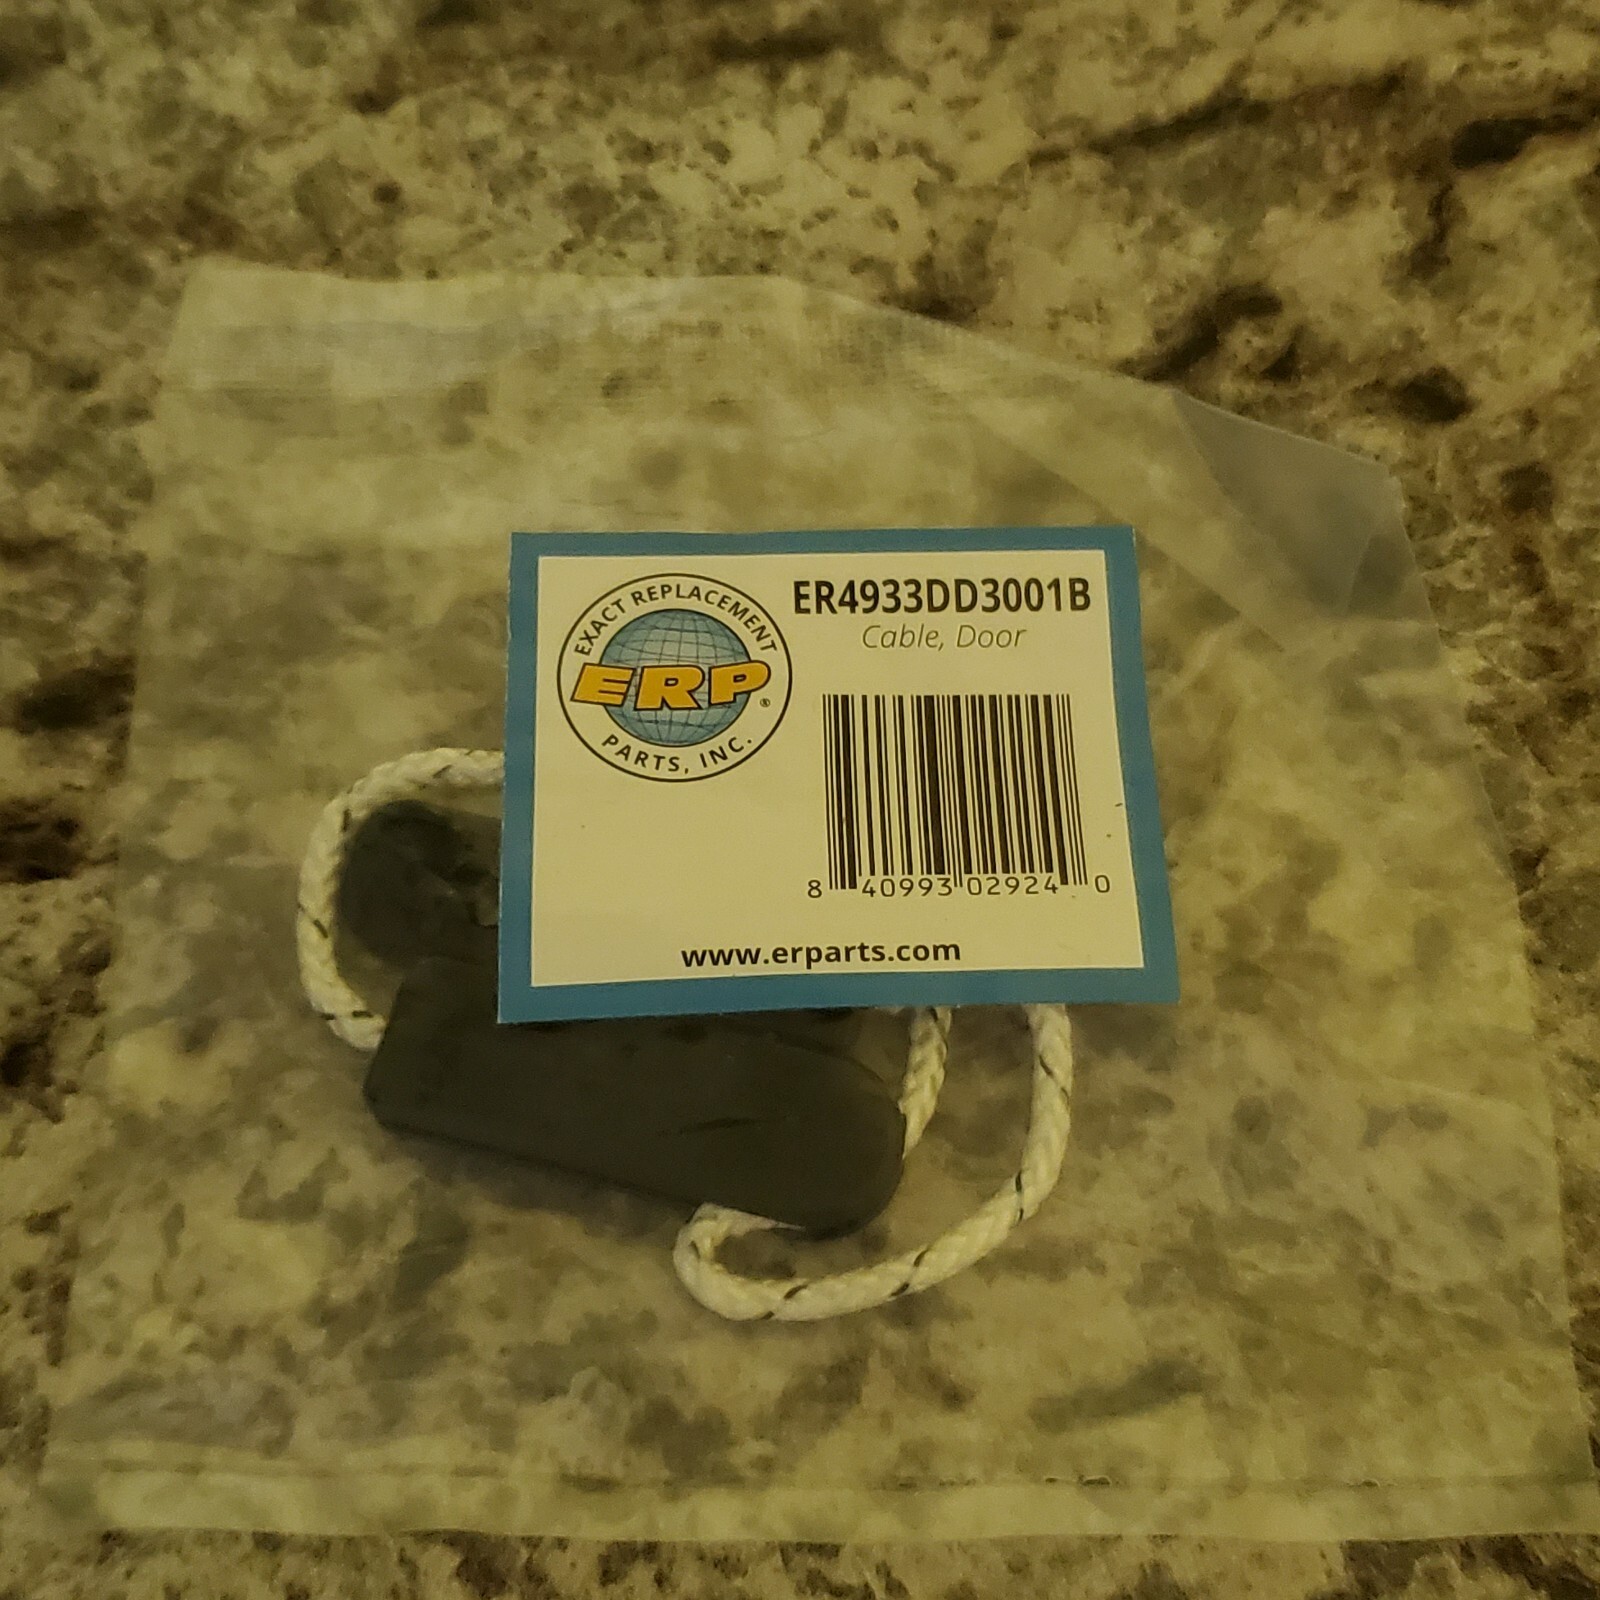 EXACT REPLACEMENT
ERP®
PARTS, INC.
ER4933DD3001B
Cable, Door
8 40993 02924 0
www.erparts.com